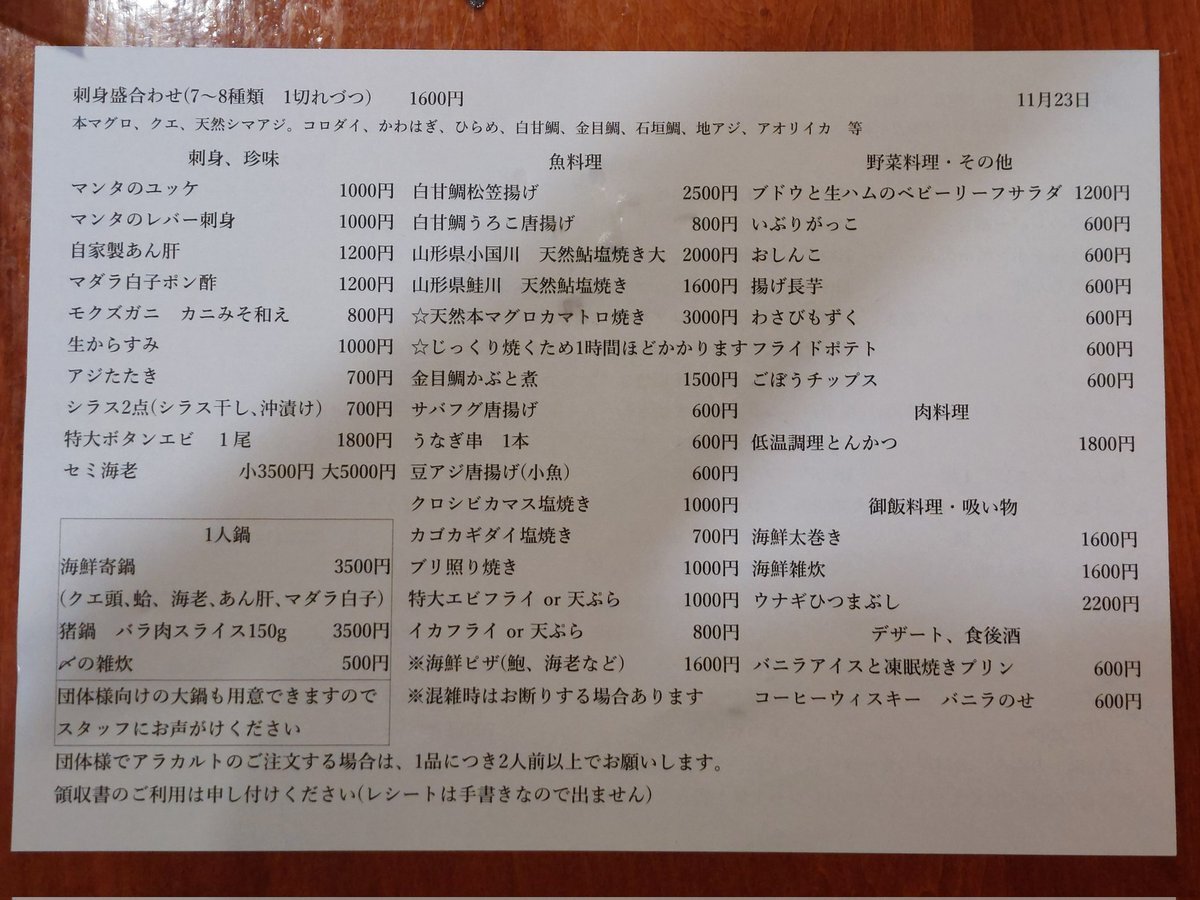 刺身盛合わせ(7～8種類　1切れづつ)　1600円
11月23日
本マグロ、クエ、天然シマアジ。コロダイ、かわはぎ、ひらめ、白甘鯛、金目鯛、石垣鯛、地アジ、アオリイカ　等
刺身、珍味
マンタのユッケ　1000円
マンタのレバー刺身　1000円
自家製あん肝　1200円
マダラ白子ポン酢　1200円
モクズガニ　カニみそ和え　800円
生からすみ　1000円
アジたたき　700円
シラス2点(シラス干し、沖漬け)　700円
特大ボタンエビ　１尾　1800円
セミ海老　小3500円 大5000円
1人鍋
海鮮寄鍋　3500円
(クエ頭、蛤、海老、あん肝、マダラ白子)
猪鍋　バラ肉スライス150g　3500円
〆の雑炊　500円
団体様向けの大鍋も用意できますので
スタッフにお声がけください
魚料理
白甘鯛松笠揚げ　2500円
白甘鯛うろこ唐揚げ　800円
山形県小国川　天然鮎塩焼き大　2000円
山形県鮭川　天然鮎塩焼き　1600円
☆天然本マグロカマトロ焼き　3000円
☆じっくり焼くため1時間ほどかかります
金目鯛かぶと煮　1500円
サバフグ唐揚げ　600円
うなぎ串　1本　600円
豆アジ唐揚げ(小魚)　600円
クロシビカマス塩焼き　1000円
カゴカギダイ塩焼き　700円
ブリ照り焼き　1000円
特大エビフライ or 天ぷら　1000円
イカフライ or 天ぷら　800円
※海鮮ピザ(鮑、海老など)　1600円
※混雑時はお断りする場合あります
野菜料理・その他
ブドウと生ハムのベビーリーフサラダ　1200円
いぶりがっこ　600円
おしんこ　600円
揚げ長芋　600円
わさびもずく　600円
フライドポテト　600円
ごぼうチップス　600円
肉料理
低温調理とんかつ　1800円
御飯料理・吸い物
海鮮太巻き　1600円
海鮮雑炊　1600円
ウナギひつまぶし　2200円
デザート、食後酒
バニラアイスと凍眠焼きプリン　600円
コーヒーウィスキー　バニラのせ　600円
団体様でアラカルトのご注文する場合は、1品につき2人前以上でお願いします。
領収書のご利用は申し付けください(レシートは手書きなので出ません)